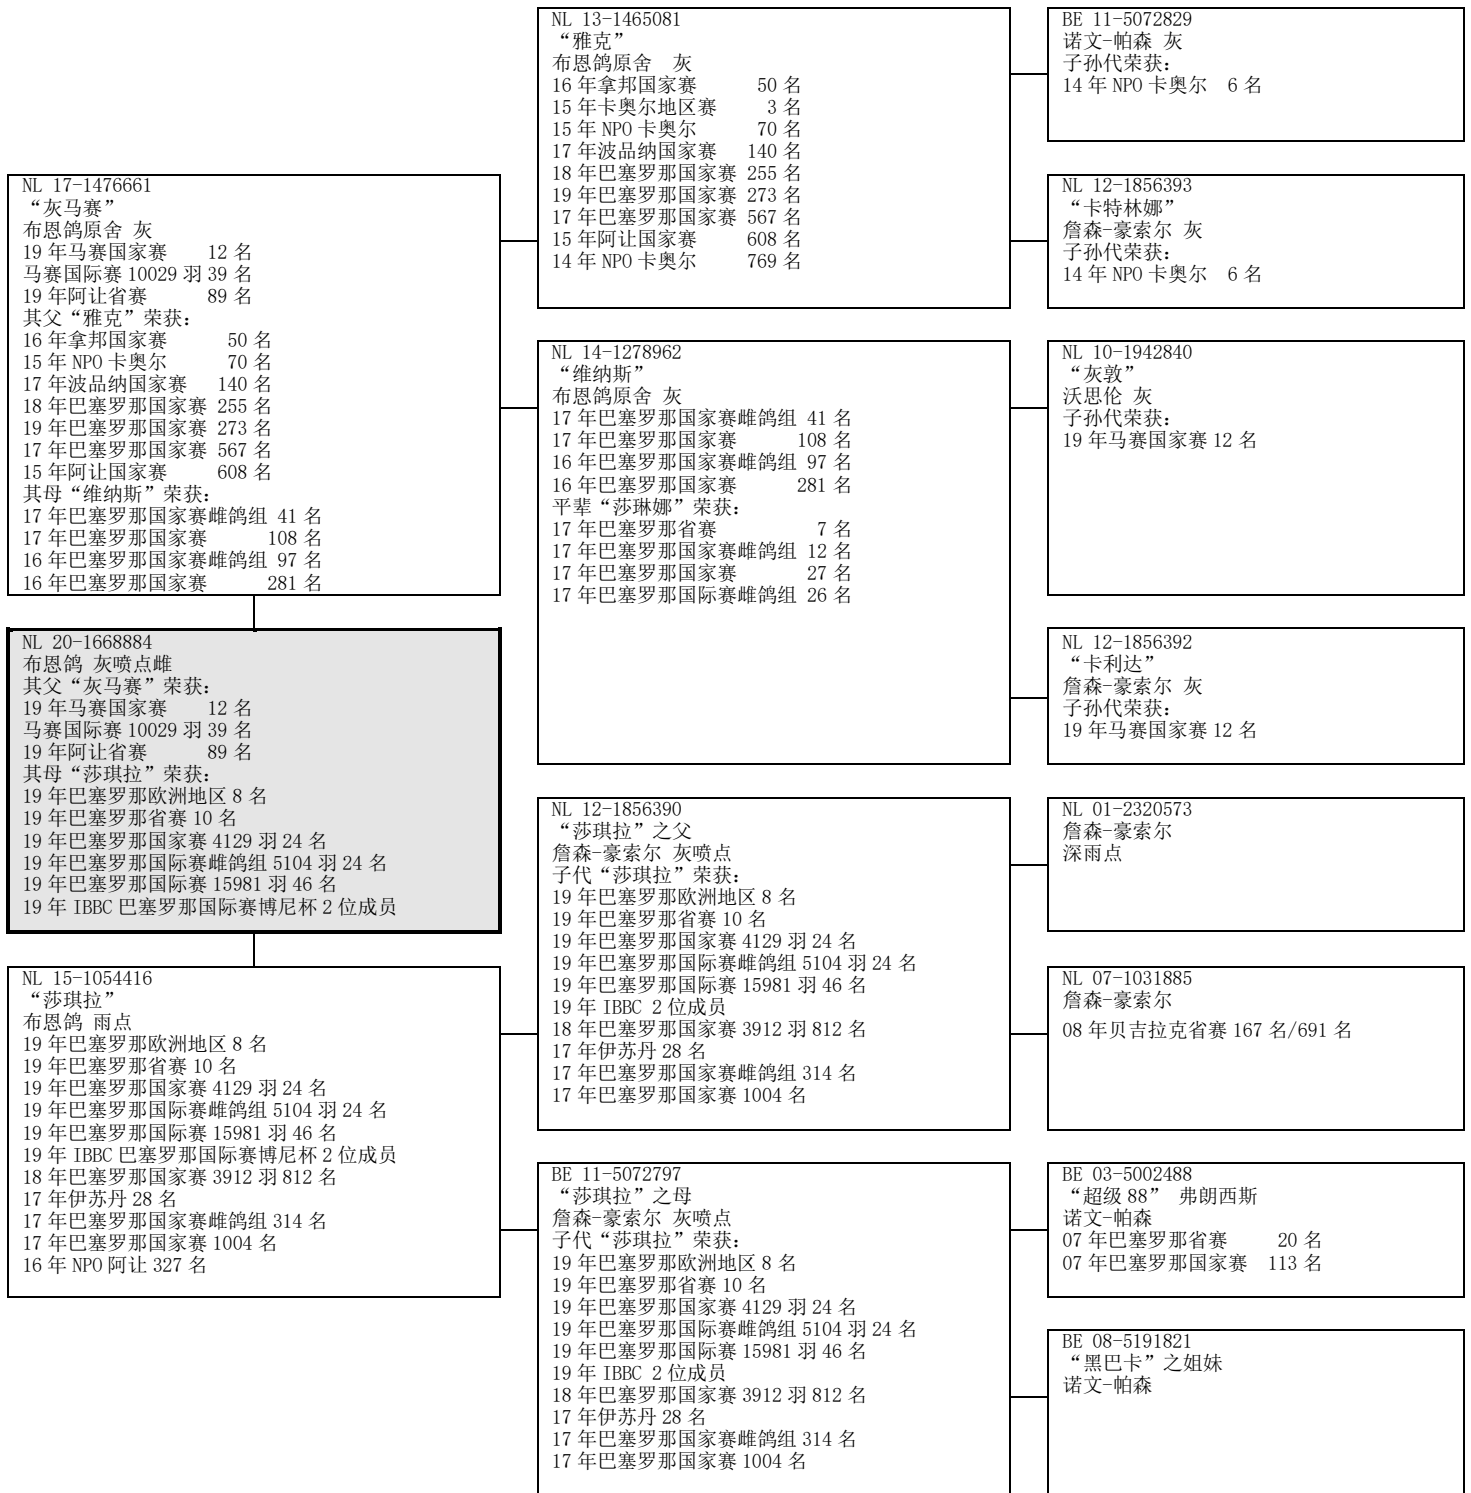 NL 17-1476661
“灰马赛”
布恩鸽原舍 灰
19 年马赛国家赛 12 名
马赛国际赛 10029 羽 39 名
19 年阿让省赛 89 名
其父“雅克”荣获：
16 年拿邦国家赛 50 名
15 年 NPO 卡奥尔 70 名
17 年波品纳国家赛 140 名
18 年巴塞罗那国家赛 255 名
19 年巴塞罗那国家赛 273 名
17 年巴塞罗那国家赛 567 名
15 年阿让国家赛 608 名
其母“维纳斯”荣获：
17 年巴塞罗那国家赛雌鸽组 41 名
17 年巴塞罗那国家赛 108 名
16 年巴塞罗那国家赛雌鸽组 97 名
16 年巴塞罗那国家赛 281 名
NL 20-1668884
布恩鸽 灰喷点雌
其父“灰马赛”荣获：
19 年马赛国家赛 12 名
马赛国际赛 10029 羽 39 名
19 年阿让省赛 89 名
其母“莎琪拉”荣获：
19 年巴塞罗那欧洲地区 8 名
19 年巴塞罗那省赛 10 名
19 年巴塞罗那国家赛 4129 羽 24 名
19 年巴塞罗那国际赛雌鸽组 5104 羽 24 名
19 年巴塞罗那国际赛 15981 羽 46 名
19 年 IBBC 巴塞罗那国际赛博尼杯 2 位成员
NL 15-1054416
“莎琪拉”
布恩鸽 雨点
19 年巴塞罗那欧洲地区 8 名
19 年巴塞罗那省赛 10 名
19 年巴塞罗那国家赛 4129 羽 24 名
19 年巴塞罗那国际赛雌鸽组 5104 羽 24 名
19 年巴塞罗那国际赛 15981 羽 46 名
19 年 IBBC 巴塞罗那国际赛博尼杯 2 位成员
18 年巴塞罗那国家赛 3912 羽 812 名
17 年伊苏丹 28 名
17 年巴塞罗那国家赛雌鸽组 314 名
17 年巴塞罗那国家赛 1004 名
16 年 NPO 阿让 327 名
NL 13-1465081
“雅克”
布恩鸽原舍 灰
16 年拿邦国家赛 50 名
15 年卡奥尔地区赛 3 名
15 年 NPO 卡奥尔 70 名
17 年波品纳国家赛 140 名
18 年巴塞罗那国家赛 255 名
19 年巴塞罗那国家赛 273 名
17 年巴塞罗那国家赛 567 名
15 年阿让国家赛 608 名
14 年 NPO 卡奥尔 769 名
NL 14-1278962
“维纳斯”
布恩鸽原舍 灰
17 年巴塞罗那国家赛雌鸽组 41 名
17 年巴塞罗那国家赛 108 名
16 年巴塞罗那国家赛雌鸽组 97 名
16 年巴塞罗那国家赛 281 名
平辈“莎琳娜”荣获：
17 年巴塞罗那省赛 7 名
17 年巴塞罗那国家赛雌鸽组 12 名
17 年巴塞罗那国家赛 27 名
17 年巴塞罗那国际赛雌鸽组 26 名
NL 12-1856390
“莎琪拉”之父
詹森-豪索尔 灰喷点
子代“莎琪拉”荣获：
19 年巴塞罗那欧洲地区 8 名
19 年巴塞罗那省赛 10 名
19 年巴塞罗那国家赛 4129 羽 24 名
19 年巴塞罗那国际赛雌鸽组 5104 羽 24 名
19 年巴塞罗那国际赛 15981 羽 46 名
19 年 IBBC 2 位成员
18 年巴塞罗那国家赛 3912 羽 812 名
17 年伊苏丹 28 名
17 年巴塞罗那国家赛雌鸽组 314 名
17 年巴塞罗那国家赛 1004 名
BE 11-5072797
“莎琪拉”之母
詹森-豪索尔 灰喷点
子代“莎琪拉”荣获：
19 年巴塞罗那欧洲地区 8 名
19 年巴塞罗那省赛 10 名
19 年巴塞罗那国家赛 4129 羽 24 名
19 年巴塞罗那国际赛雌鸽组 5104 羽 24 名
19 年巴塞罗那国际赛 15981 羽 46 名
19 年 IBBC 2 位成员
18 年巴塞罗那国家赛 3912 羽 812 名
17 年伊苏丹 28 名
17 年巴塞罗那国家赛雌鸽组 314 名
17 年巴塞罗那国家赛 1004 名
BE 11-5072829
诺文-帕森 灰
子孙代荣获：
14 年 NPO 卡奥尔 6 名
NL 12-1856393
“卡特林娜”
詹森-豪索尔 灰
子孙代荣获：
14 年 NPO 卡奥尔 6 名
NL 10-1942840
“灰敦”
沃思伦 灰
子孙代荣获：
19 年马赛国家赛 12 名
NL 12-1856392
“卡利达”
詹森-豪索尔 灰
子孙代荣获：
19 年马赛国家赛 12 名
NL 01-2320573
詹森-豪索尔
深雨点
NL 07-1031885
詹森-豪索尔
08 年贝吉拉克省赛 167 名/691 名
BE 03-5002488
“超级 88” 弗朗西斯
诺文-帕森
07 年巴塞罗那省赛 20 名
07 年巴塞罗那国家赛 113 名
BE 08-5191821
“黑巴卡”之姐妹
诺文-帕森